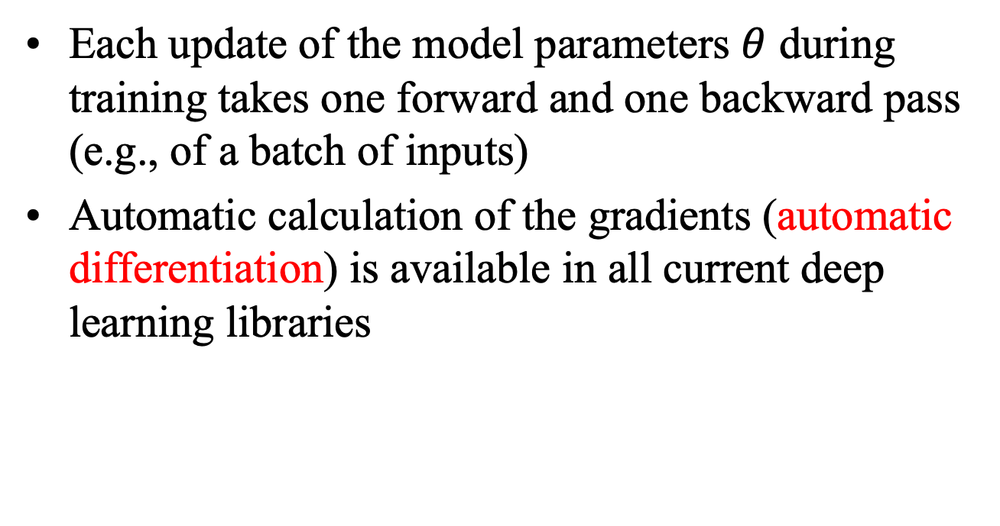 • Each update of the model parameters 𝜃 during
training takes one forward and one backward pass
(e.g., of a batch of inputs)
• Automatic calculation of the gradients (automatic
differentiation) is available in all current deep
learning libraries